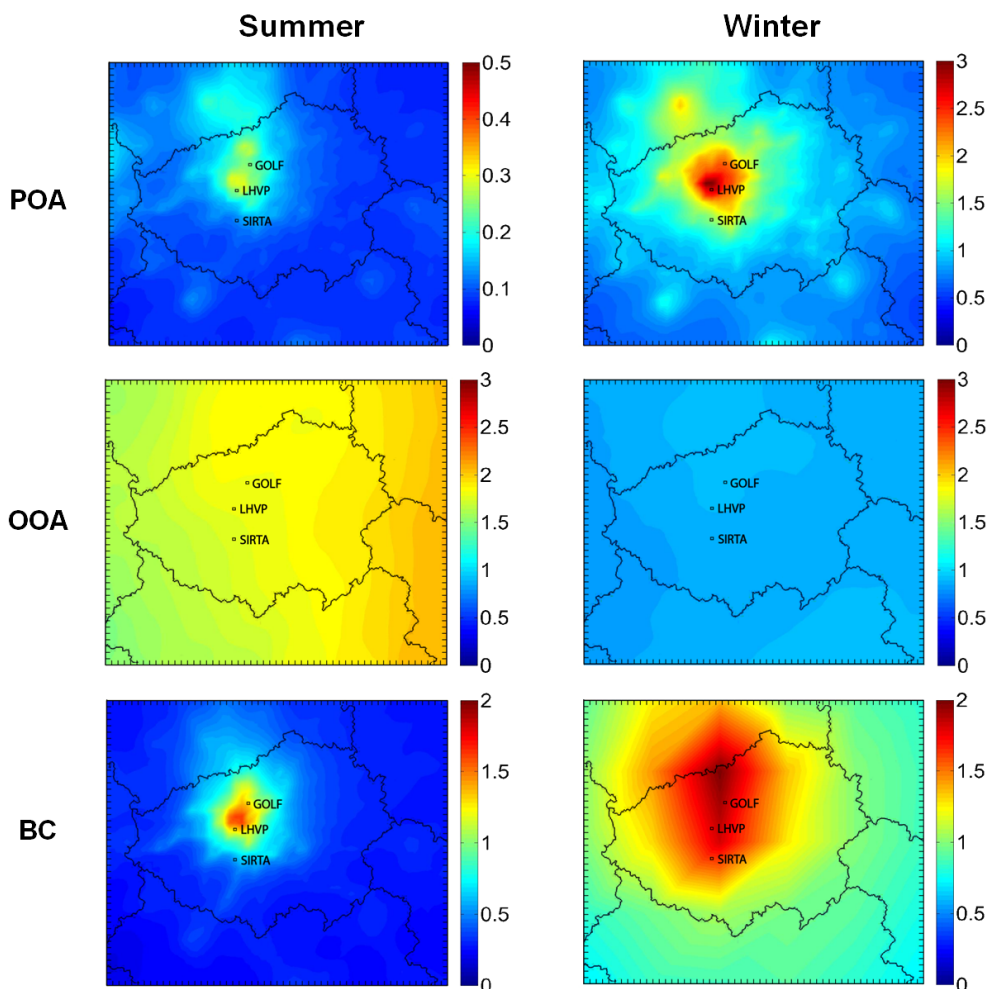 Summer Winter
POA
0.5
0.4
0.3
0.2
0.1
0
GOLF
LHVP
SIRTA
3
2.5
2
1.5
1
0.5
0
GOLF
LHVP
SIRTA
OOA
3
2.5
2
1.5
1
0.5
0
GOLF
LHVP
SIRTA
3
2.5
2
1.5
1
0.5
0
GOLF
LHVP
SIRTA
BC
2
1.5
1
0.5
0
GOLF
LHVP
SIRTA
2
1.5
1
0.5
0
GOLF
LHVP
SIRTA